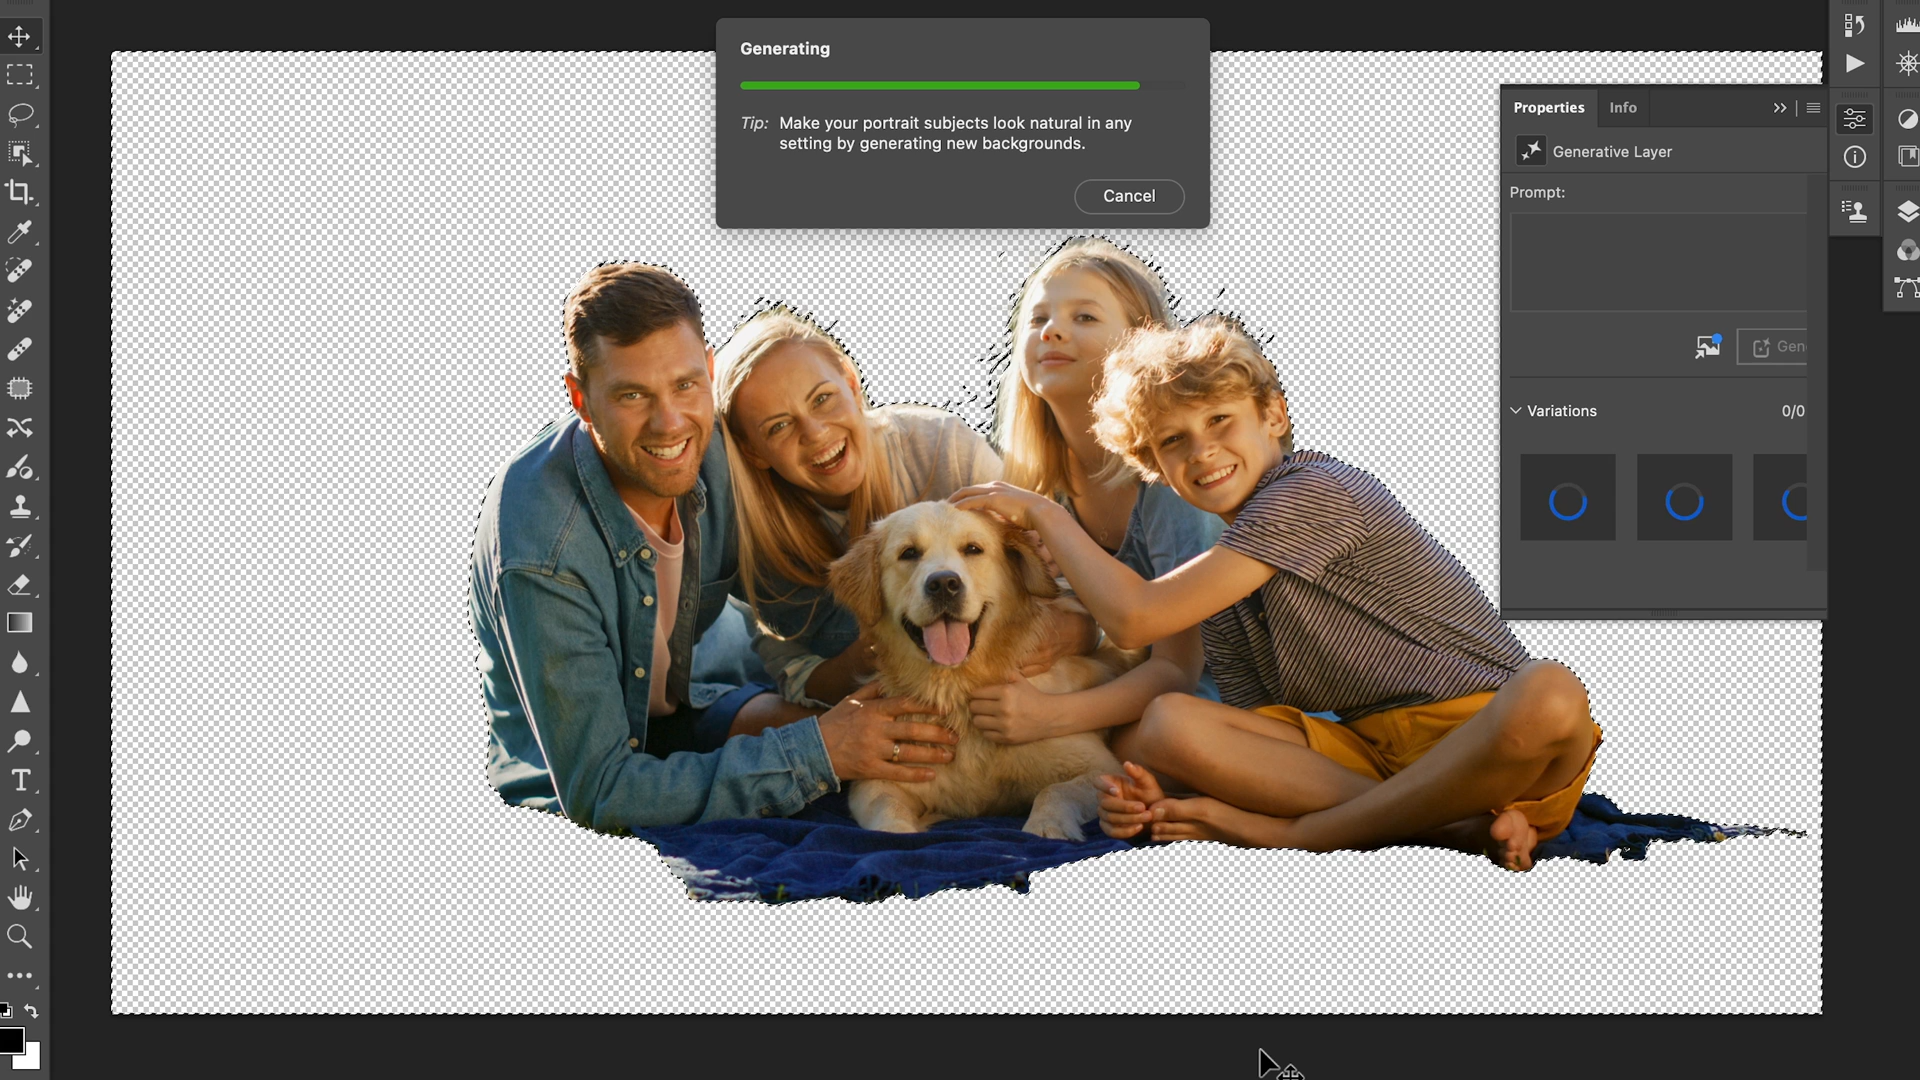 Generating
Tip: Make your portrait subjects look natural in any
setting by generating new backgrounds.
Cancel
Properties
Info
Generative Layer
Prompt:
Gen
Variations
0/0